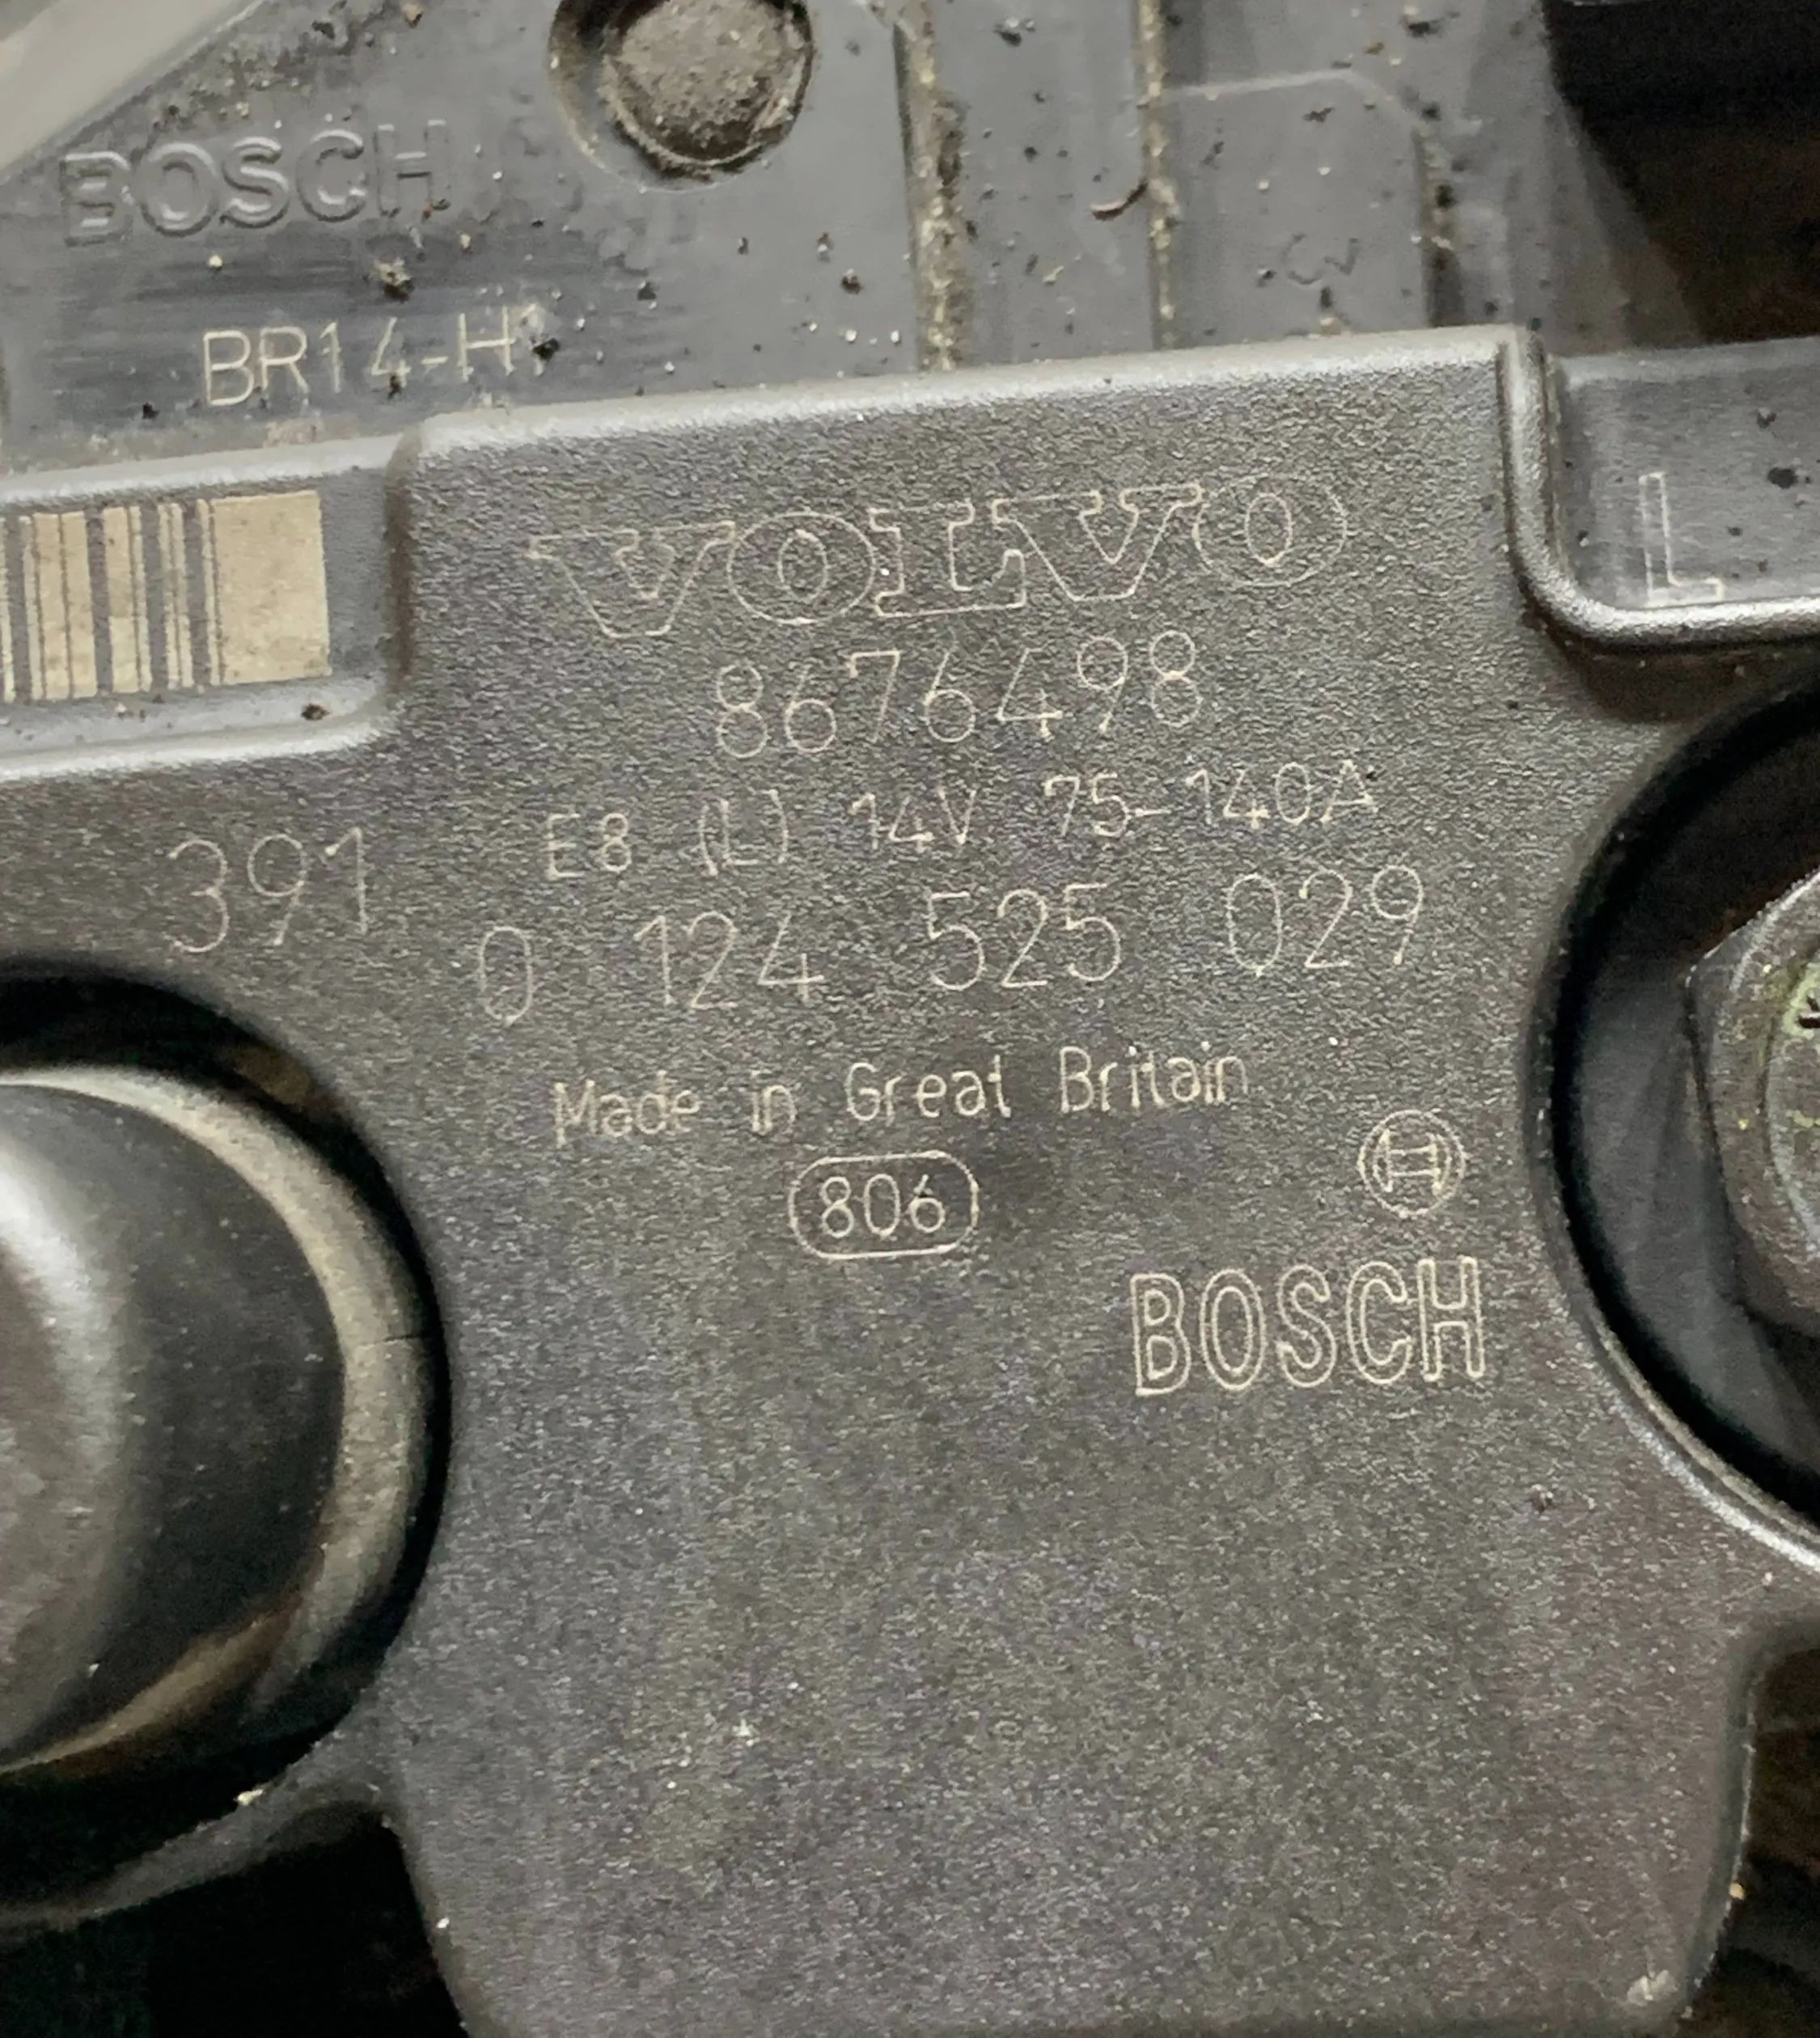 BOSCH
BR14-H1
VOLVO
L
8676498
E8 (L) 14V 75-140A
391
0 124 525 029
Made in Great Britain
806
BOSCH